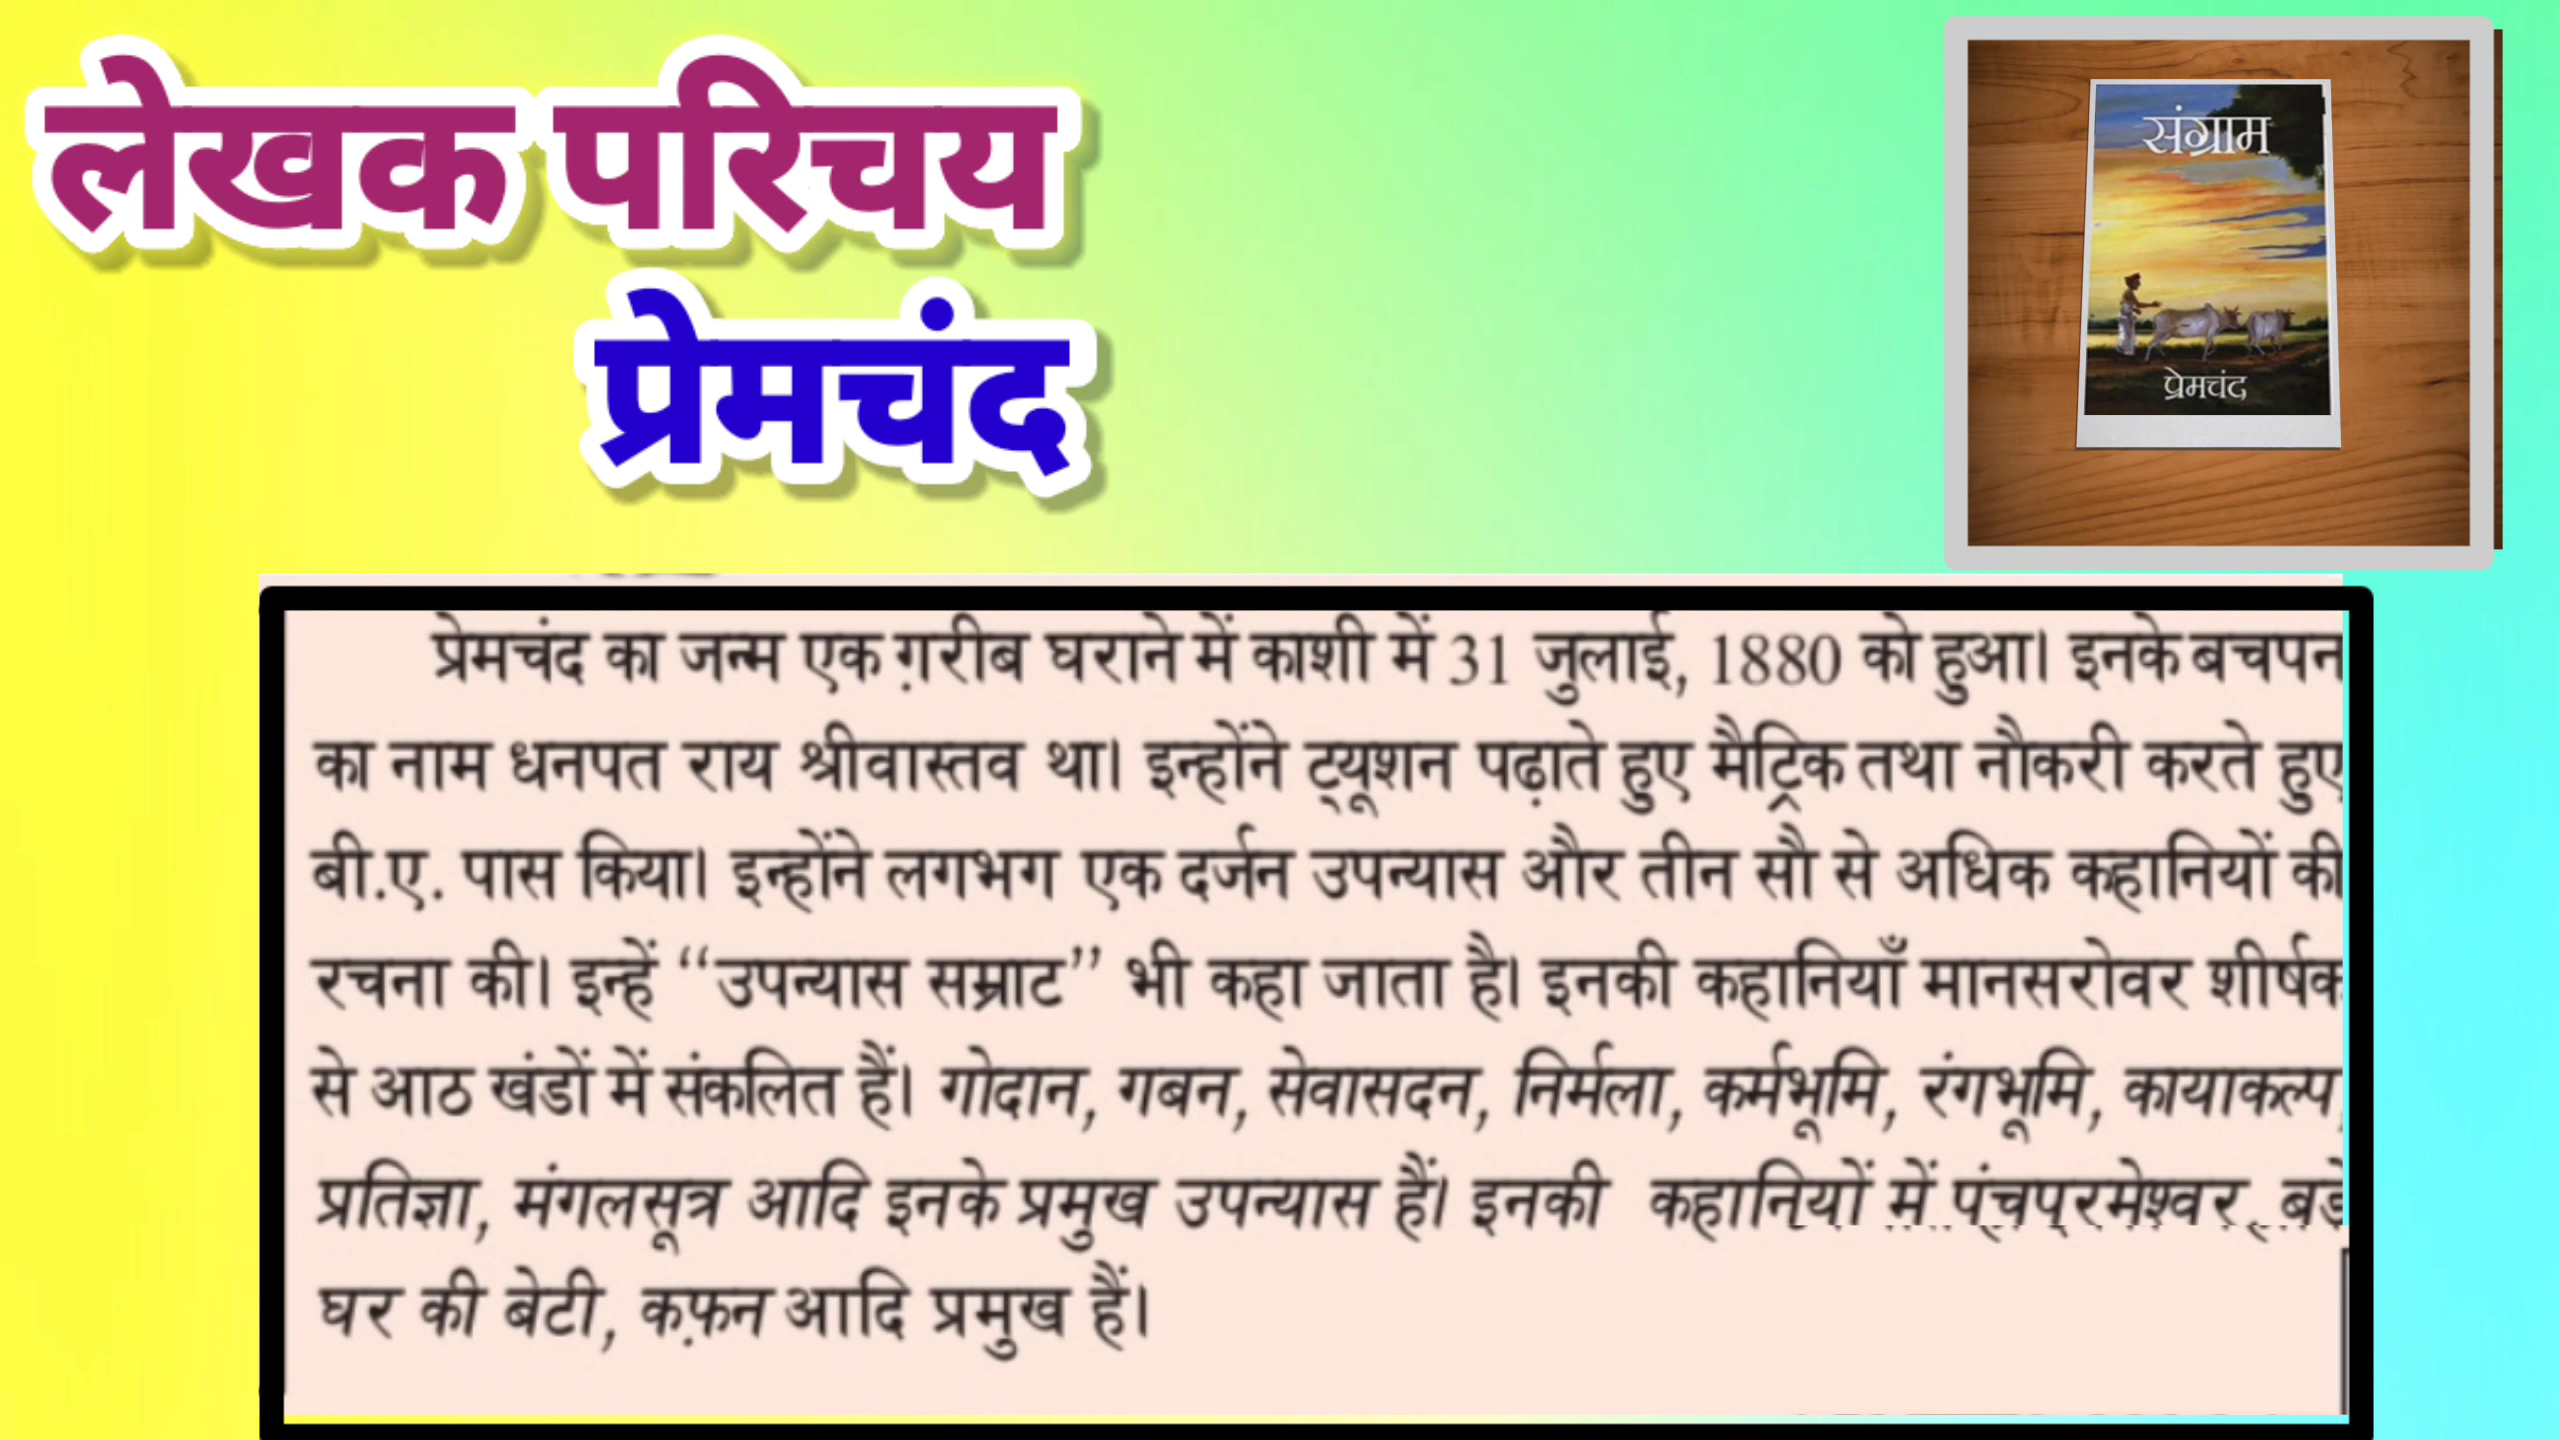 लेखक परिचय
प्रेमचंद
संग्राम
प्रेमचंद
प्रेमचंद का जन्म एक ग़रीब घराने में काशी में 31 जुलाई, 1880 को हुआ। इनके बचपन
का नाम धनपत राय श्रीवास्तव था। इन्होंने ट्यूशन पढ़ाते हुए मैट्रिक तथा नौकरी करते हुए
बी.ए. पास किया। इन्होंने लगभग एक दर्जन उपन्यास और तीन सौ से अधिक कहानियों की
रचना की। इन्हें “उपन्यास सम्राट” भी कहा जाता है। इनकी कहानियाँ मानसरोवर शीर्षक
से आठ खंडों में संकलित हैं। गोदान, गबन, सेवासदन, निर्मला, कर्मभूमि, रंगभूमि, कायाकल्प,
प्रतिज्ञा, मंगलसूत्र आदि इनके प्रमुख उपन्यास हैं। इनकी कहानियों में पंचपरमेश्वर, बड़े
घर की बेटी, कफ़न आदि प्रमुख हैं।